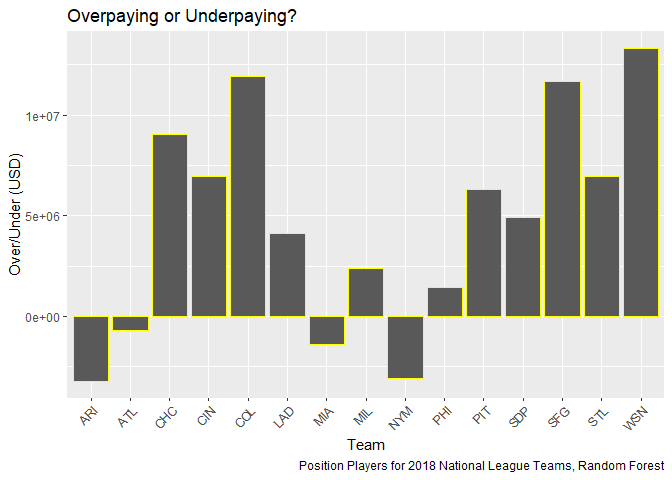 Overpaying or Underpaying?
Over/Under (USD)
1e+07
5e+06
0e+00
ARI ATL CHC CIN COL LAD MIA MIL NYM PHI PIT SDP SFG STL WSN
Team
Position Players for 2018 National League Teams, Random Forest